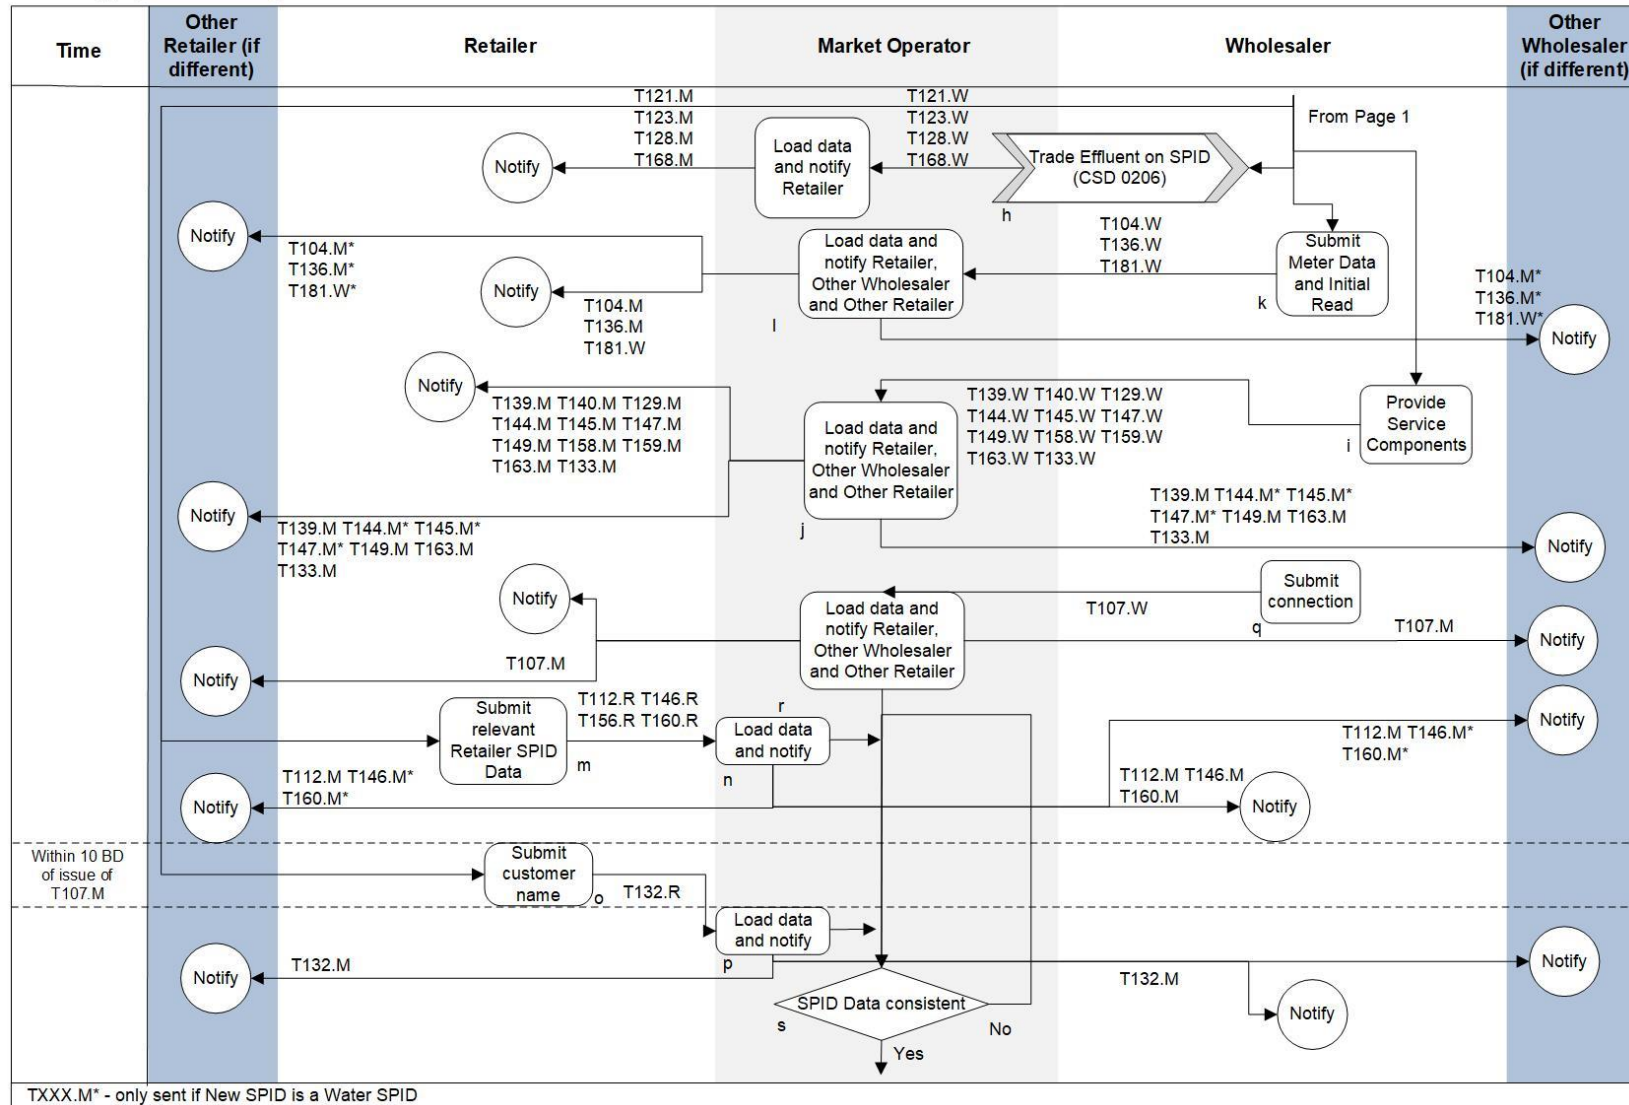 Time
Other
Retailer (if
different)
Retailer
Market Operator
Wholesaler
Other
Wholesaler
(if different)
T121.M
T123.M
T128.M
T168.M
T121.W
T123.W
T128.W
T168.W
From Page 1
Notify
Load data
and notify
Retailer
Trade Effluent on SPID
(CSD 0206)
h
Notify
T104.M*
T136.M*
T181.W*
Notify
T104.M
T136.M
T181.W
Load data and
notify Retailer,
Other Wholesaler
and Other Retailer
l
T104.W
T136.W
T181.W
Submit
Meter Data
and Initial
Read
k
T104.M*
T136.M*
T181.W*
Notify
Notify
T139.M T140.M T129.M
T144.M T145.M T147.M
T149.M T158.M T159.M
T163.M T133.M
Load data and
notify Retailer,
Other Wholesaler
and Other Retailer
j
T139.W T140.W T129.W
T144.W T145.W T147.W
T149.W T158.W T159.W
T163.W T133.W
Provide
Service
Components
i
Notify
T139.M T144.M* T145.M*
T147.M* T149.M T163.M
T133.M
T139.M T144.M* T145.M*
T147.M* T149.M T163.M
T133.M
Notify
Notify
Load data and
notify Retailer,
Other Wholesaler
and Other Retailer
r
T107.W
Submit
connection
q
T107.M
Notify
Notify
T107.M
Submit
relevant
Retailer SPID
Data
m
T112.R T146.R
T156.R T160.R
Load data
and notify
n
T112.M T146.M*
T160.M*
Notify
Notify
T112.M T146.M*
T160.M*
T112.M T146.M
T160.M
Notify
Within 10 BD
of issue of
T107.M
Submit
customer
name
o
T132.R
Load data
and notify
p
Notify
T132.M
T132.M
Notify
Notify
SPID Data consistent
s
No
Yes
TXXX.M* - only sent if New SPID is a Water SPID